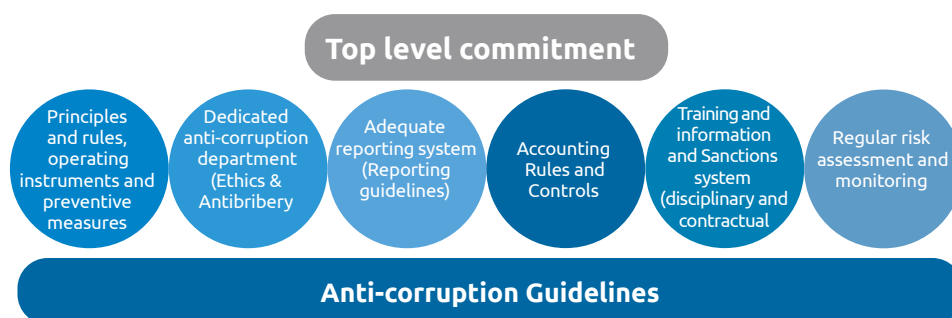 Top level commitment
Principles
and rules,
operating
instruments and
preventive
measures
Dedicated
anti-corruption
department
(Ethics &
Antibribery
Adequate
reporting system
(Reporting
guidelines)
Accounting
Rules and
Controls
Training and
information
and Sanctions
system
(disciplinary and
contractual
Regular risk
assessment and
monitoring
Anti-corruption Guidelines